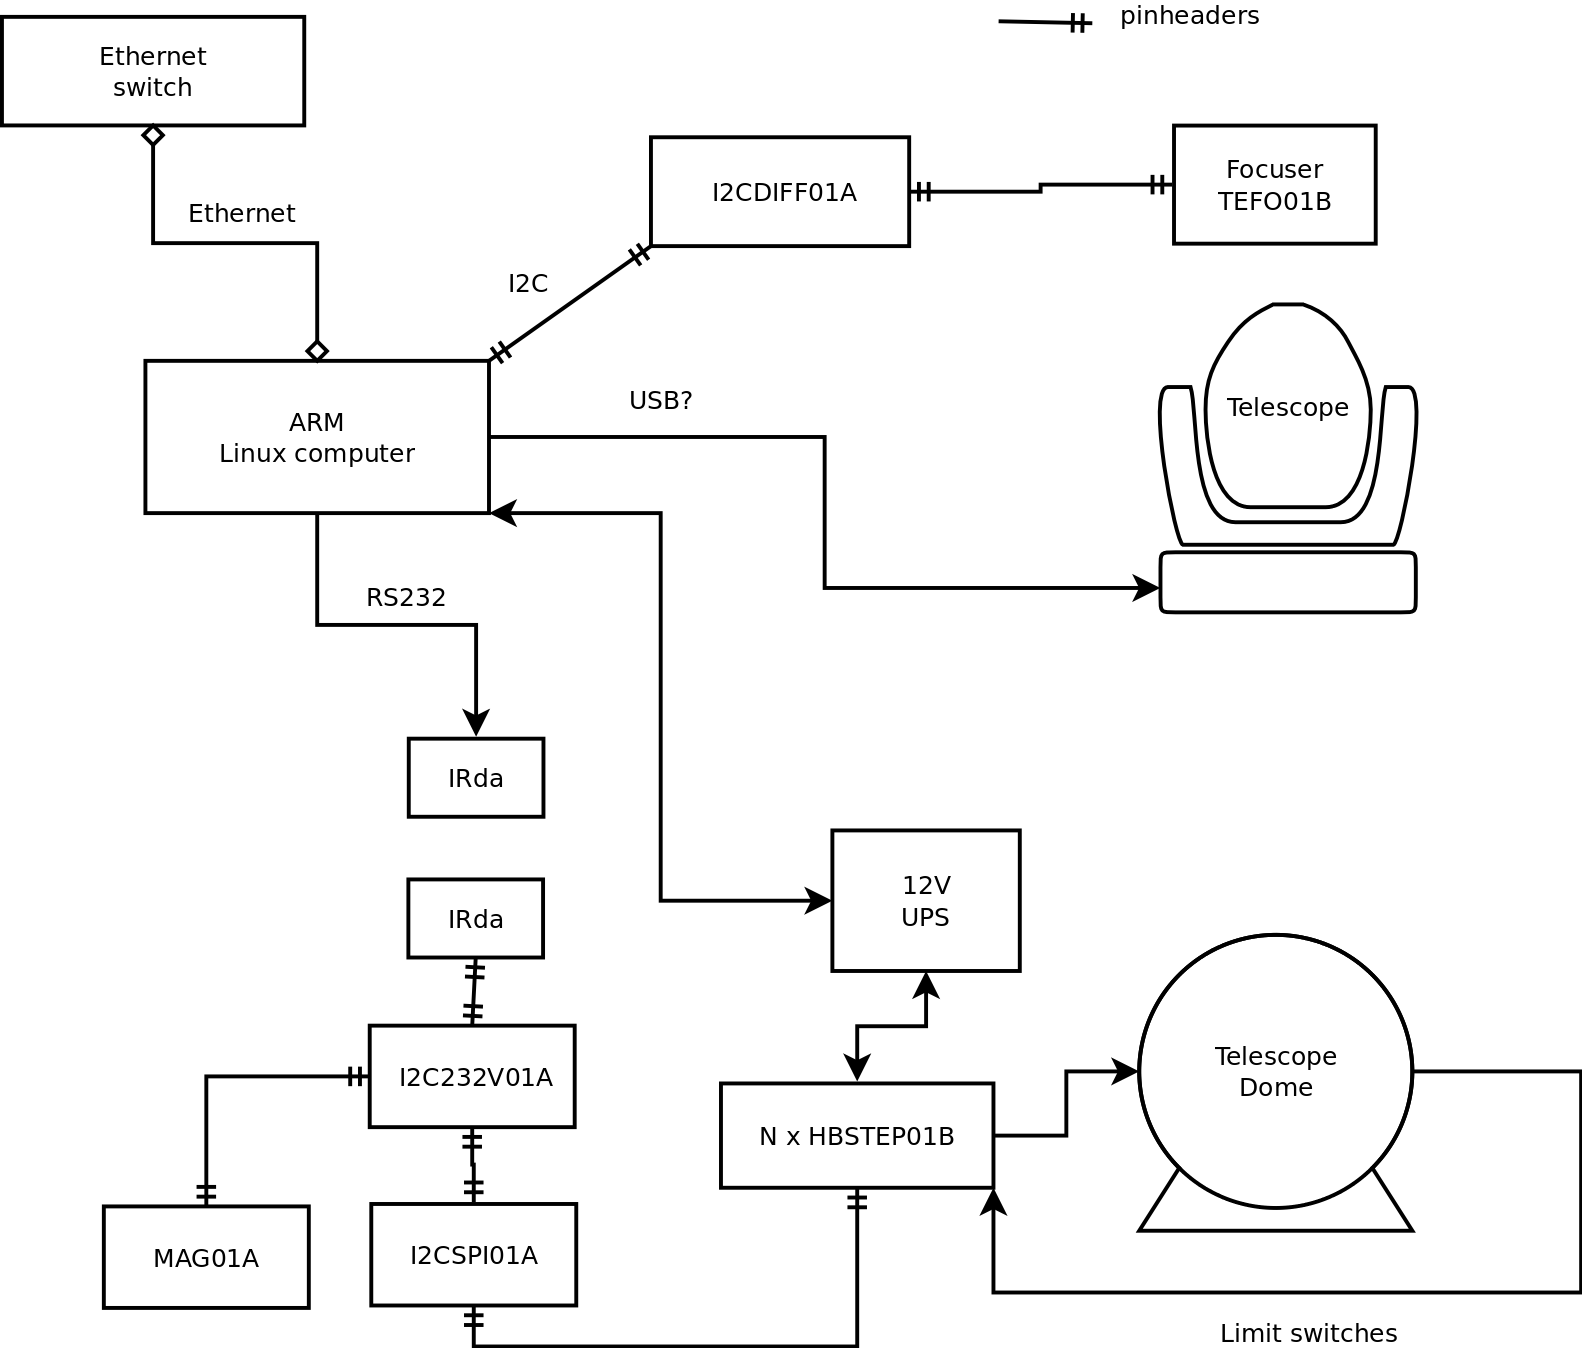 pinheaders
Ethernet
switch
I2CDIFF01A
Focuser
TEFO01B
Ethernet
I2C
ARM
Linux computer
USB?
Telescope
RS232
IRda
12V
UPS
IRda
I2C232V01A
Telescope
Dome
N x HBSTEP01B
MAG01A
I2CSPI01A
Limit switches